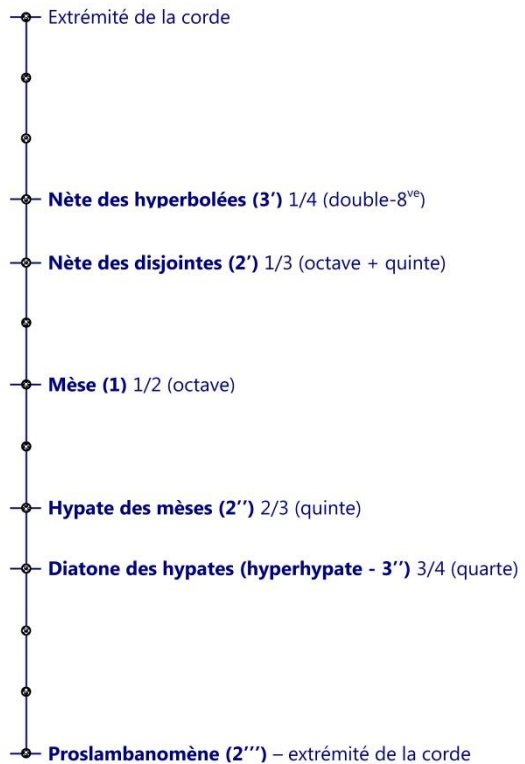 Extrémité de la corde
Nète des hyperbolées (3′) 1/4 (double-8ve)
Nète des disjointes (2′) 1/3 (octave + quinte)
Mèse (1) 1/2 (octave)
Hypate des mèses (2′′) 2/3 (quinte)
Diatone des hypates (hyperhypate - 3′′) 3/4 (quarte)
Proslambanomène (2′′′) – extrémité de la corde